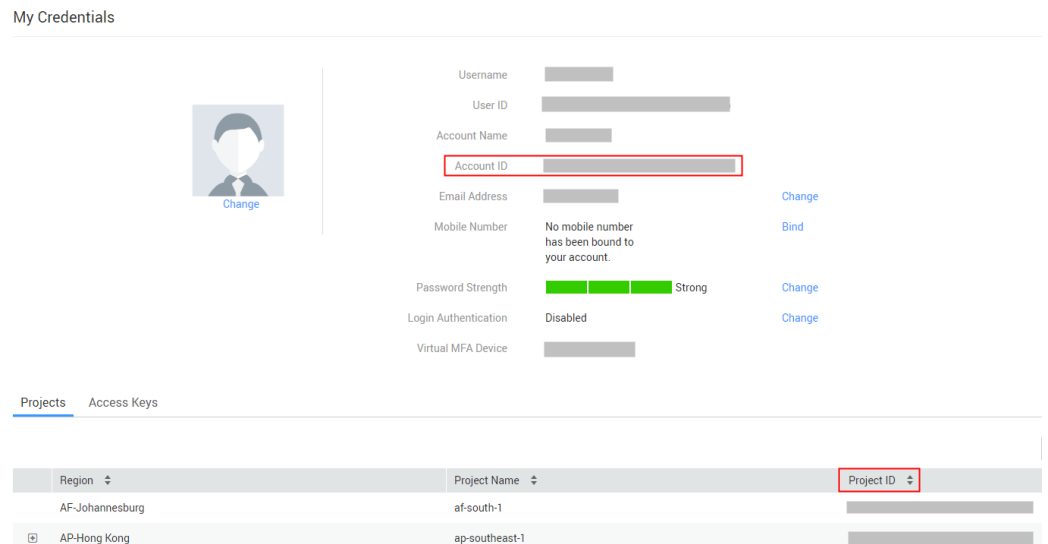 My Credentials
Username
User ID
Account Name
Account ID
Change
Email Address Change
Mobile Number No mobile number Bind
has been bound to
your account.
Password Strength Strong Change
Login Authentication Disabled Change
Virtual MFA Device
Projects Access Keys
Region Project Name Project ID
AF-Johannesburg af-south-1
AP-Hong Kong ap-southeast-1